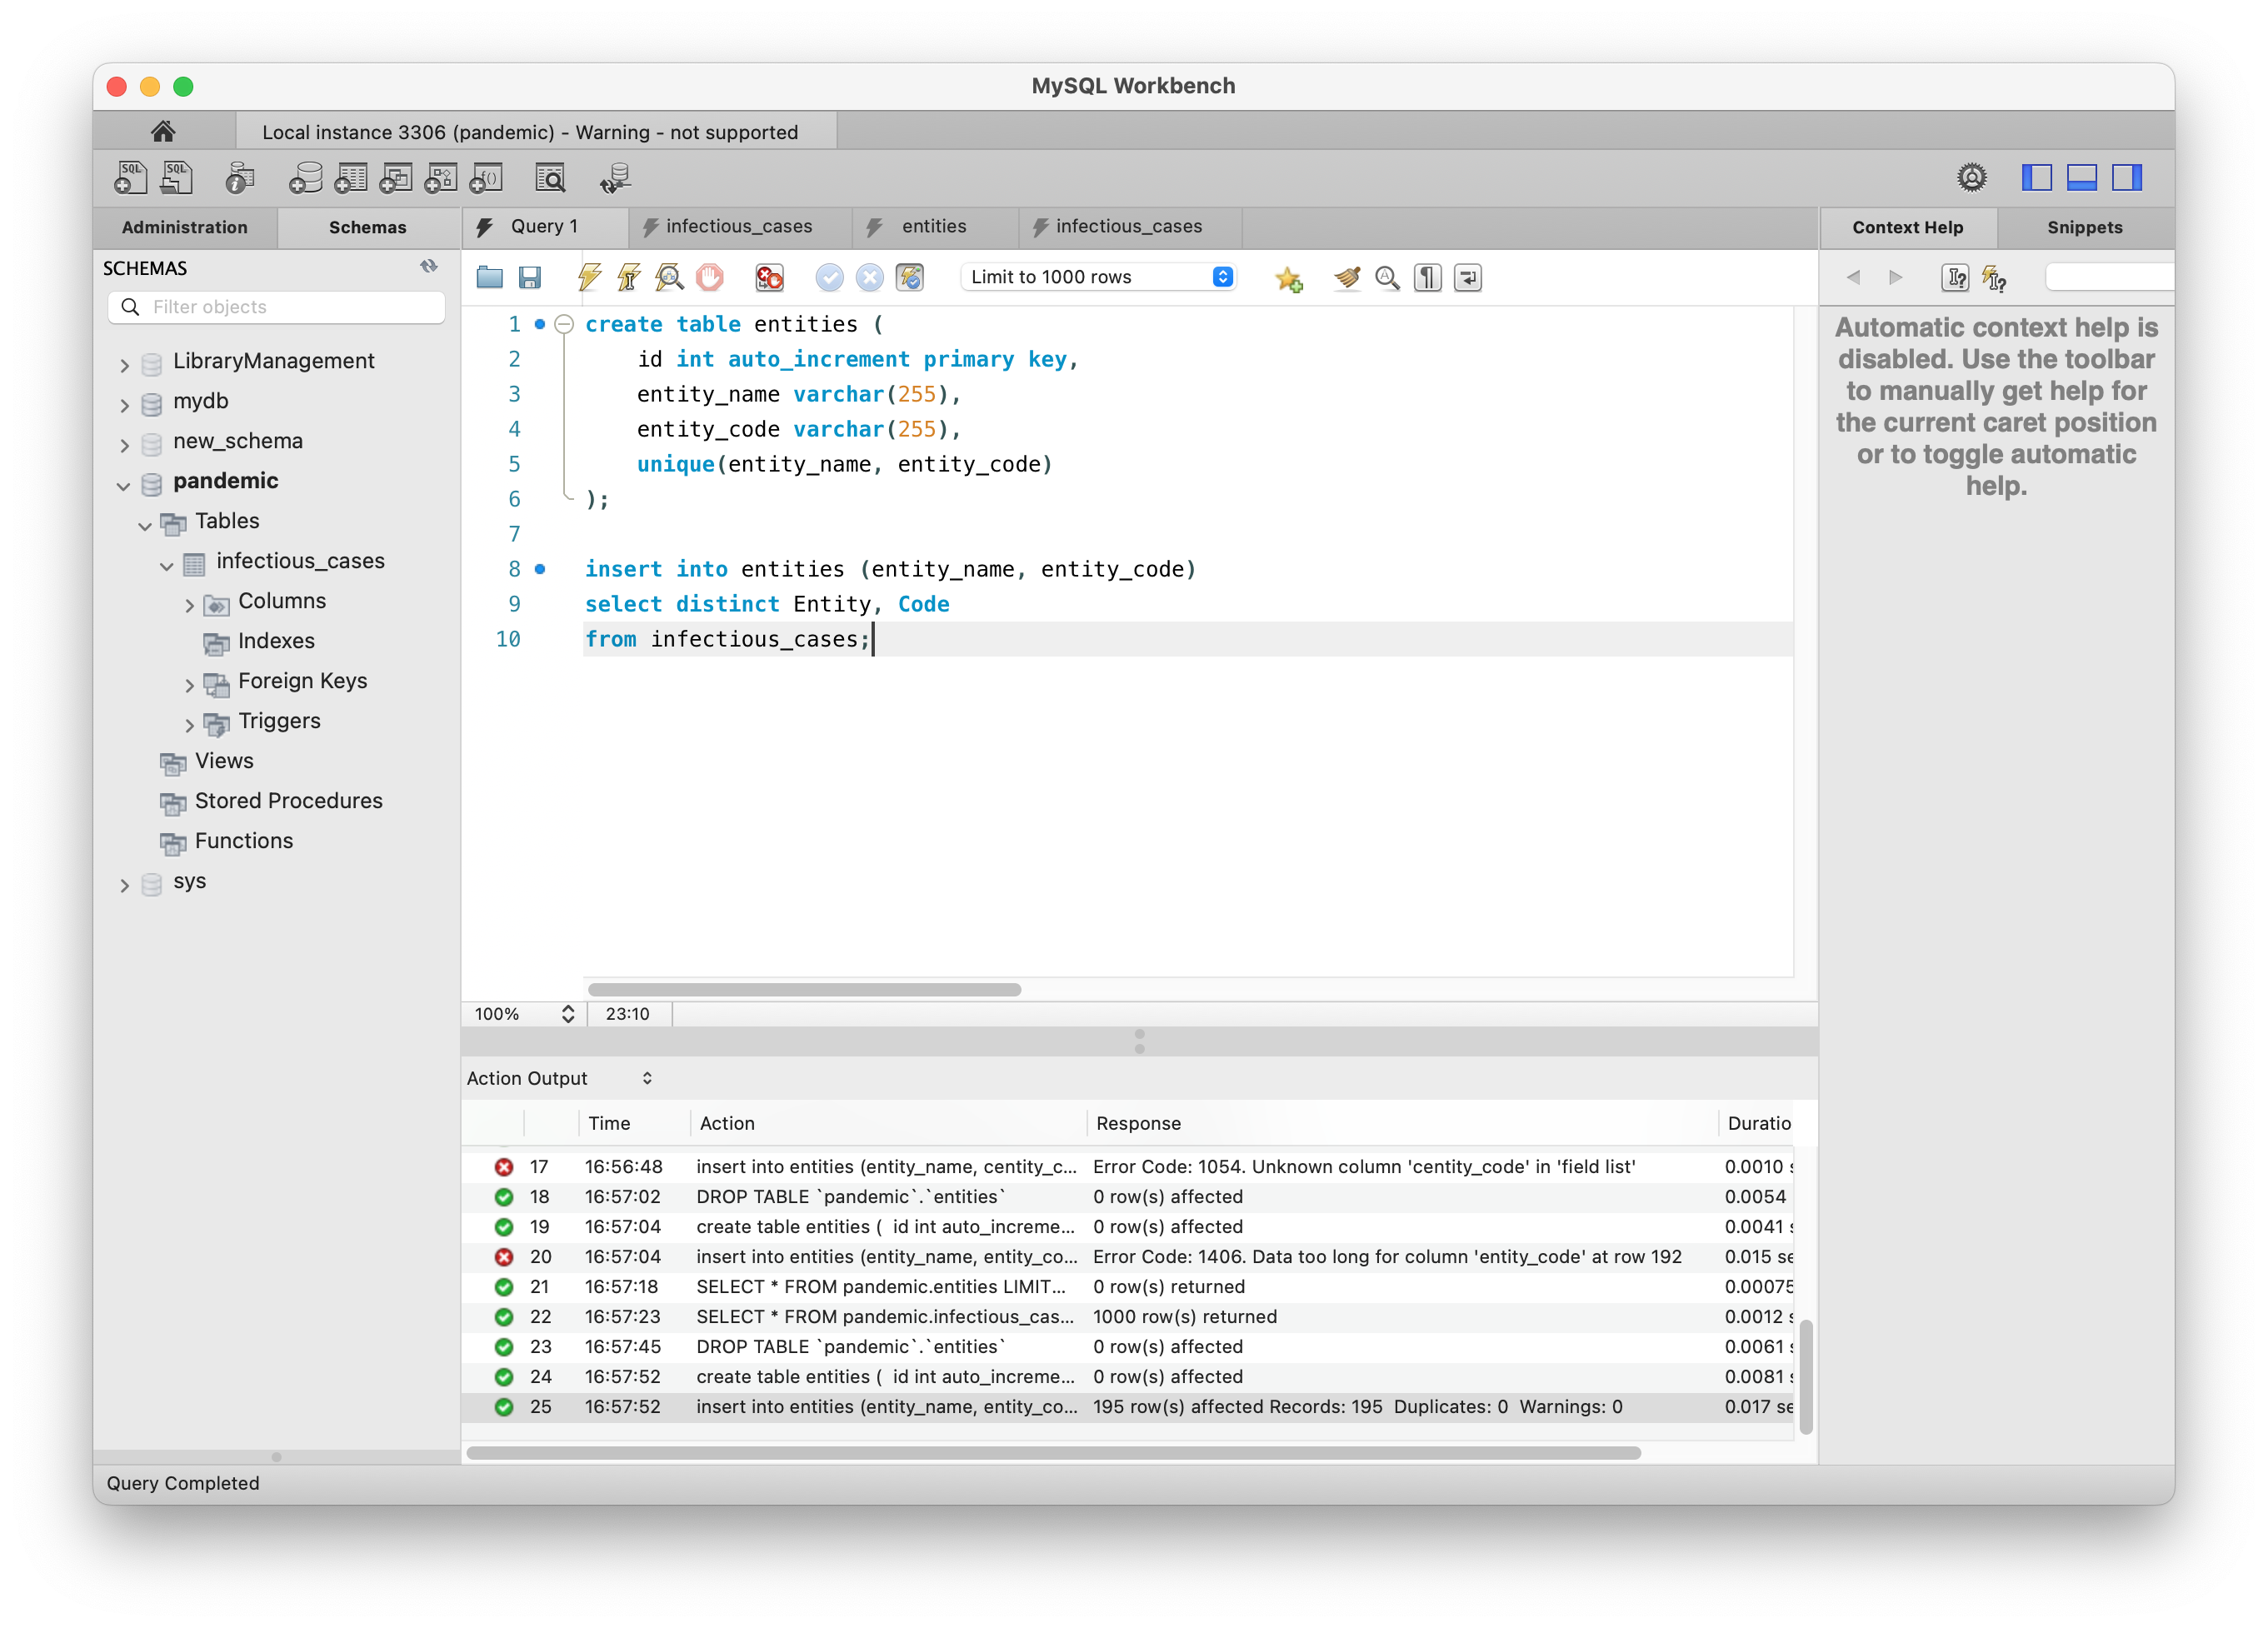 MySQL Workbench
Local instance 3306 (pandemic) - Warning - not supported
SQL SQL
Administration Schemas
SCHEMAS
Filter objects
LibraryManagement
mydb
new_schema
pandemic
Tables
infectious_cases
Columns
Indexes
Foreign Keys
Triggers
Views
Stored Procedures
Functions
sys
Query 1 infectious_cases entities infectious_cases
Limit to 1000 rows
1 create table entities (
2 id int auto_increment primary key,
3 entity_name varchar(255),
4 entity_code varchar(255),
5 unique(entity_name, entity_code)
6 );
7
8 insert into entities (entity_name, entity_code)
9 select distinct Entity, Code
10 from infectious_cases;
100% 23:10
Action Output
Time Action Response Duratio
17 16:56:48 insert into entities (entity_name, centity_c... Error Code: 1054. Unknown column 'centity_code' in 'field list' 0.0010 s
18 16:57:02 DROP TABLE `pandemic`.`entities` 0 row(s) affected 0.0054
19 16:57:04 create table entities ( id int auto_increme... 0 row(s) affected 0.0041 s
20 16:57:04 insert into entities (entity_name, entity_co... Error Code: 1406. Data too long for column 'entity_code' at row 192 0.015 se
21 16:57:18 SELECT * FROM pandemic.entities LIMIT... 0 row(s) returned 0.00075
22 16:57:23 SELECT * FROM pandemic.infectious_cas... 1000 row(s) returned 0.0012 s
23 16:57:45 DROP TABLE `pandemic`.`entities` 0 row(s) affected 0.0061 s
24 16:57:52 create table entities ( id int auto_increme... 0 row(s) affected 0.0081 s
25 16:57:52 insert into entities (entity_name, entity_co... 195 row(s) affected Records: 195 Duplicates: 0 Warnings: 0 0.017 se
Context Help Snippets
Automatic context help is
disabled. Use the toolbar
to manually get help for
the current caret position
or to toggle automatic
help.
Query Completed